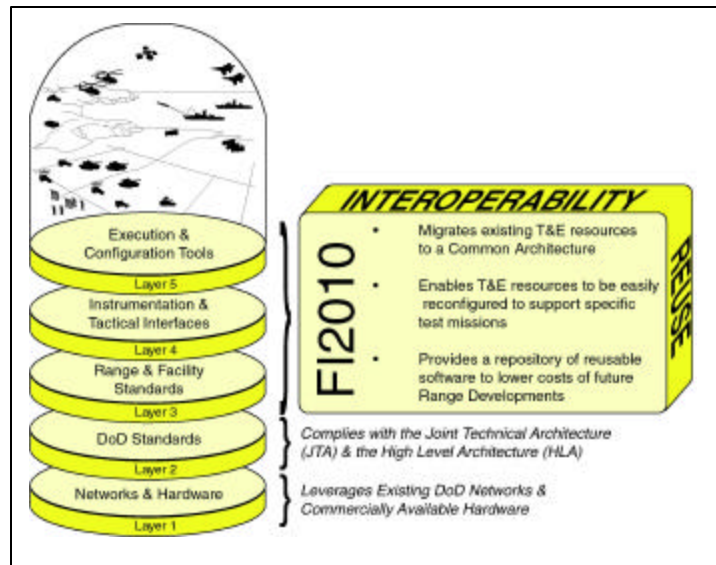 Execution &
Configuration Tools
Layer 5
Instrumentation &
Tactical Interfaces
Layer 4
Range & Facility
Standards
Layer 3
DoD Standards
Layer 2
Networks & Hardware
Layer 1
INTEROPERABILITY
REUSE
FI2010
• Migrates existing T&E resources
to a Common Architecture
• Enables T&E resources to be easily
reconfigured to support specific
test missions
• Provides a repository of reusable
software to lower costs of future
Range Developments
Complies with the Joint Technical Architecture
(JTA) & the High Level Architecture (HLA)
Leverages Existing DoD Networks &
Commercially Available Hardware